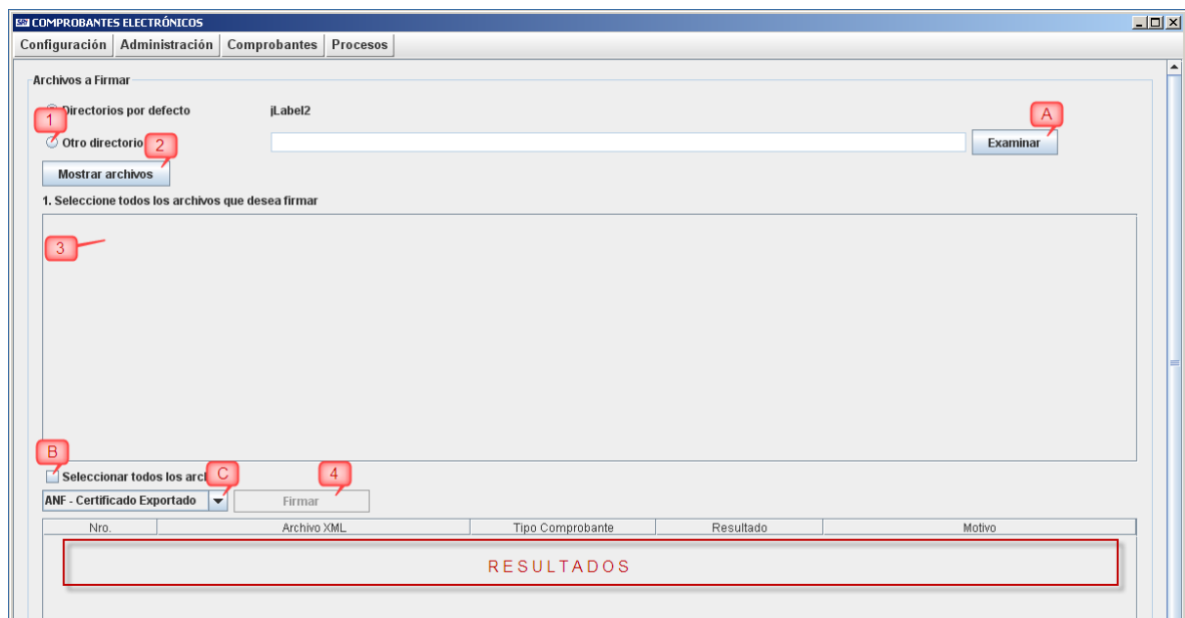 COMPROBANTES ELECTRÓNICOS
Configuración Administración Comprobantes Procesos
Archivos a Firmar
Directorios por defecto jLabel2
1
A
Otro directorio 2 Examinar
Mostrar archivos
1. Seleccione todos los archivos que desea firmar
3
B
Seleccionar todos los C 4
ANF - Certificado Exportado Firmar
Nro. Archivo XML Tipo Comprobante Resultado Motivo
RESULTADOS